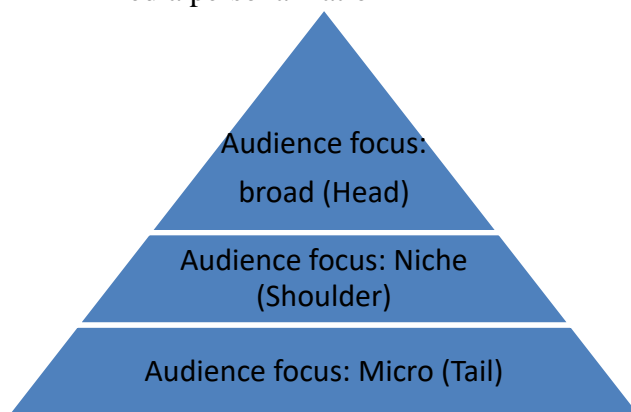 Audience focus:
broad (Head)
Audience focus: Niche
(Shoulder)
Audience focus: Micro (Tail)